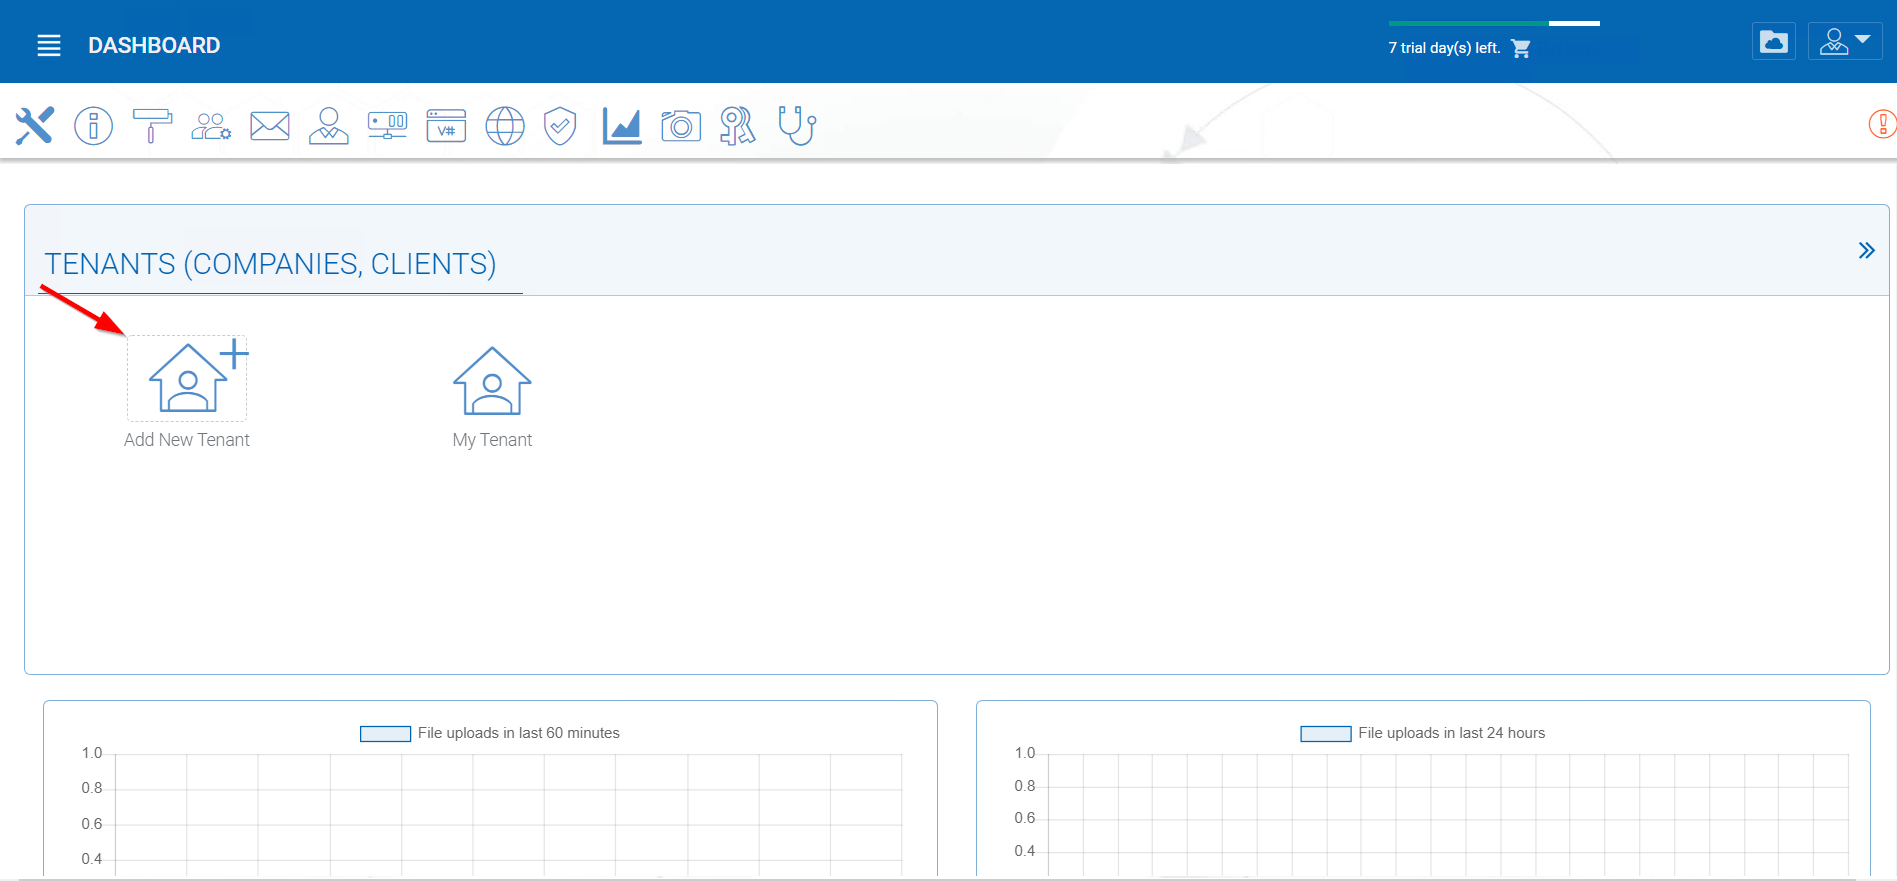 DASHBOARD
7 trial day(s) left.
V#
TENANTS (COMPANIES, CLIENTS)
Add New Tenant
My Tenant
File uploads in last 60 minutes
1.0
0.8
0.6
0.4
File uploads in last 24 hours
1.0
0.8
0.6
0.4